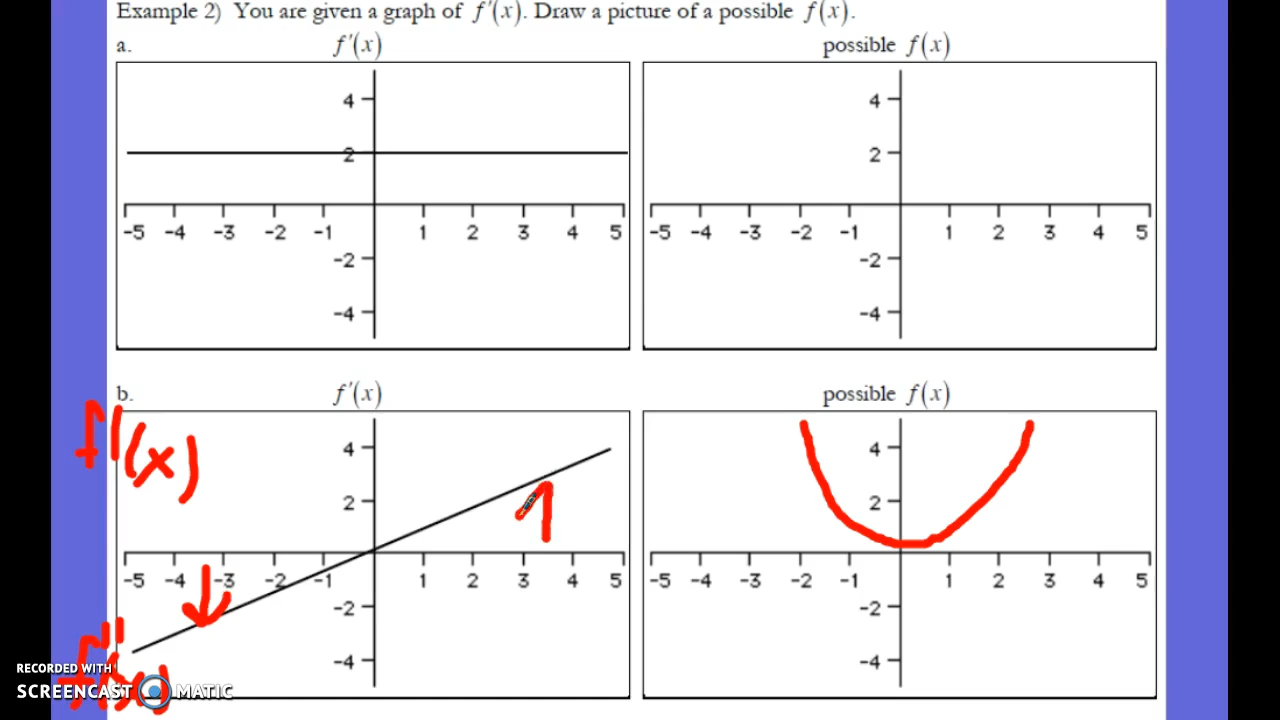 Example 2) You are given a graph of f'(x). Draw a picture of a possible f(x).
a. f'(x) possible f(x)
4 4
2 2
-5 -4 -3 -2 -1 1 2 3 4 5 -5 -4 -3 -2 -1 1 2 3 4 5
-2 -2
-4 -4
b. f'(x) possible f(x)
f'(x)
4 4
2 2
-5 -4 -3 -2 -1 1 2 3 4 5 -5 -4 -3 -2 -1 1 2 3 4 5
-2 -2
f''(x)
-4 -4
RECORDED WITH
SCREENCAST MATIC